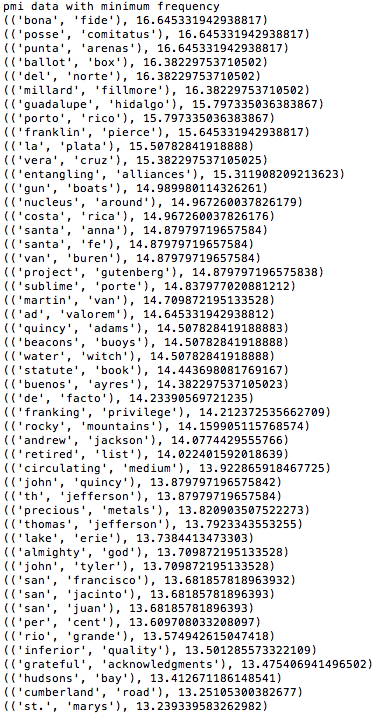 pmi data with minimum frequency
(('bona', 'fide'), 16.645331942938817)
(('posse', 'comitatus'), 16.645331942938817)
(('punta', 'arenas'), 16.645331942938817)
(('ballot', 'box'), 16.38229753710502)
(('del', 'norte'), 16.38229753710502)
(('millard', 'fillmore'), 16.38229753710502)
(('guadalupe', 'hidalgo'), 15.797335036383867)
(('porto', 'rico'), 15.797335036383867)
(('franklin', 'pierce'), 15.645331942938817)
(('la', 'plata'), 15.50782841918888)
(('vera', 'cruz'), 15.382297537105025)
(('entangling', 'alliances'), 15.311908209213623)
(('gun', 'boats'), 14.989980114326261)
(('nucleus', 'around'), 14.967260037826179)
(('costa', 'rica'), 14.967260037826176)
(('santa', 'anna'), 14.87979719657584)
(('santa', 'fe'), 14.87979719657584)
(('van', 'buren'), 14.87979719657584)
(('project', 'gutenberg'), 14.879797196575838)
(('sublime', 'porte'), 14.837977020881212)
(('martin', 'van'), 14.709872195133528)
(('ad', 'valorem'), 14.645331942938812)
(('quincy', 'adams'), 14.507828419188883)
(('beacons', 'buoys'), 14.50782841918888)
(('water', 'witch'), 14.50782841918888)
(('statute', 'book'), 14.443698081769167)
(('buenos', 'ayres'), 14.382297537105023)
(('de', 'facto'), 14.23390569721235)
(('franking', 'privilege'), 14.212372535662709)
(('rocky', 'mountains'), 14.159905115768574)
(('andrew', 'jackson'), 14.0774429555766)
(('retired', 'list'), 14.022401592018639)
(('circulating', 'medium'), 13.922865918467725)
(('john', 'quincy'), 13.879797196575842)
(('th', 'jefferson'), 13.87979719657584)
(('precious', 'metals'), 13.820903507522273)
(('thomas', 'jefferson'), 13.7923343553255)
(('lake', 'erie'), 13.7384413473303)
(('almighty', 'god'), 13.709872195133528)
(('john', 'tyler'), 13.709872195133528)
(('san', 'francisco'), 13.681857818963932)
(('san', 'jacinto'), 13.68185781896393)
(('san', 'juan'), 13.68185781896393)
(('per', 'cent'), 13.609708033208097)
(('rio', 'grande'), 13.574942615047418)
(('inferior', 'quality'), 13.501285573322109)
(('grateful', 'acknowledgments'), 13.475406941496502)
(('hudsons', 'bay'), 13.412671186148541)
(('cumberland', 'road'), 13.25105300382677)
(('st.', 'marys'), 13.239339583262982)